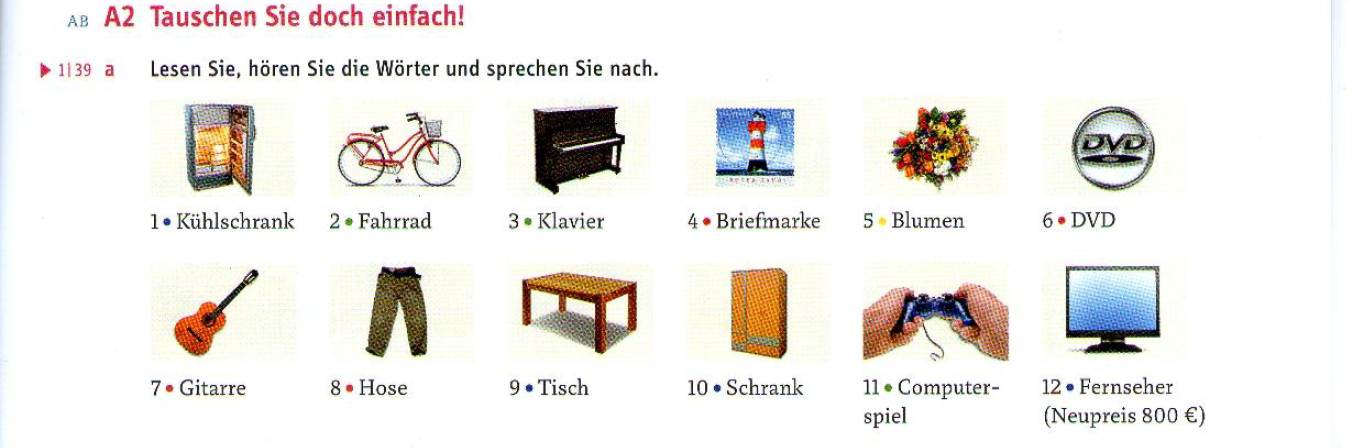 AB A2 Tauschen Sie doch einfach!
1|39 a Lesen Sie, hören Sie die Wörter und sprechen Sie nach.
DVD
1 • Kühlschrank 2 • Fahrrad 3 • Klavier 4 • Briefmarke 5 • Blumen 6 • DVD
7 • Gitarre 8 • Hose 9 • Tisch 10 • Schrank 11 • Computer- 12 • Fernseher
spiel (Neupreis 800 €)